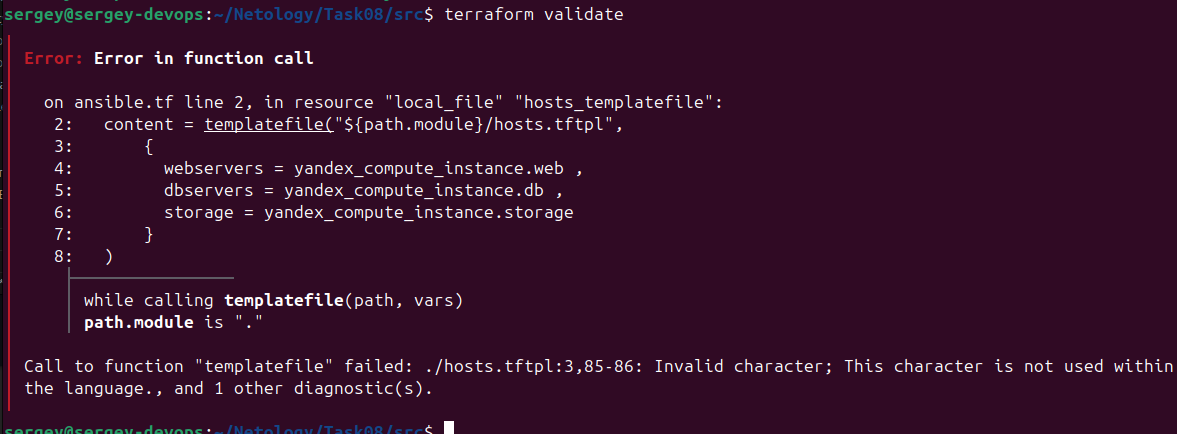 sergey@sergey-devops:~/Netology/Task08/src$ terraform validate
Error: Error in function call
on ansible.tf line 2, in resource "local_file" "hosts_templatefile":
2: content = templatefile("${path.module}/hosts.tftpl",
3: {
4: webservers = yandex_compute_instance.web ,
5: dbservers = yandex_compute_instance.db ,
6: storage = yandex_compute_instance.storage
7: }
8: )
while calling templatefile(path, vars)
path.module is "."
Call to function "templatefile" failed: ./hosts.tftpl:3,85-86: Invalid character; This character is not used within
the language., and 1 other diagnostic(s).
sergey@sergey-devops:~/Netology/Task08/src$